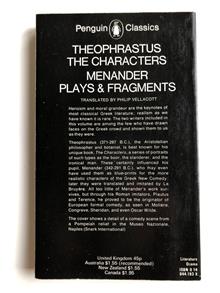 Penguin Classics
THEOPHRASTUS
THE CHARACTERS
MENANDER
PLAYS & FRAGMENTS
TRANSLATED BY PHILIP VELLACOTT
Heroism and moral grandeur are the keynotes
of most classical Greek literature; realism as we
have known it is rare. The two writers included in
this volume are among the few who have drawn
faces on the Greek crowd and shown them to us
as they were.
Theophrastus (371-287 B.C.), the Aristotelian
philosopher and botanist, is best known for his
unique book, The Characters, a series of portraits
of such types as the boor, the slanderer, and the
ironical man. These certainly influenced his
pupil, Menander (342-291 B.C.), who may even
have used them as blue-prints for the more
realistic characters of the Greek New Comedy;
later they were translated and imitated by La
Bruyère. All too little of Menander's work sur-
vives, but through his Roman imitators, Plautus
and Terence, he proved to be the originator of
European formal comedy, as seen in Molière,
Congreve, Sheridan, and even Oscar Wilde.
The cover shows a detail of a comedy scene from
a Pompeian relief in the Museo Nazionale,
Naples (Snark International)
United Kingdom 45p
Australia $1.55 (recommended)
New Zealand $1.55
Canada $1.95
Literature
Drama
ISBN 0 14
044.193 X